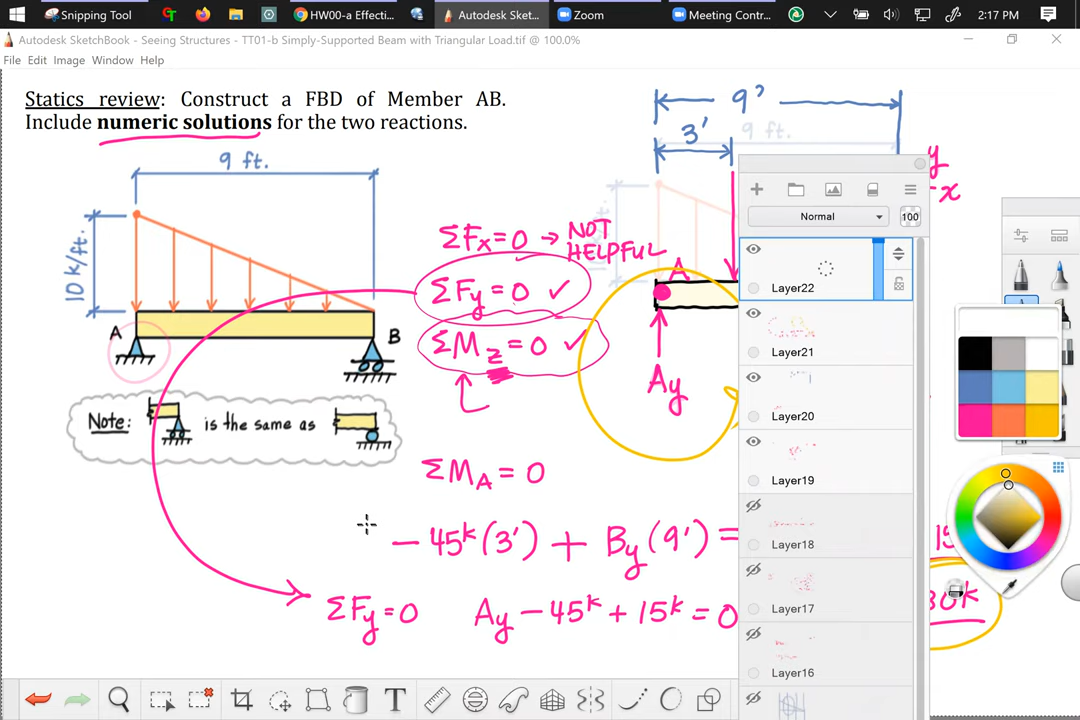 Snipping Tool
HW00-a Effecti...
Autodesk Sket...
Zoom
Meeting Contr...
2:17 PM
Autodesk SketchBook - Seeing Structures - TT01-b Simply-Supported Beam with Triangular Load.tif @ 100.0%
File Edit Image Window Help
Statics review: Construct a FBD of Member AB.
Include numeric solutions for the two reactions.
9 ft.
10 k/ft.
A
B
Note: is the same as
ΣFx = 0 → NOT HELPFUL
ΣFy = 0 ✓
ΣMz = 0 ✓
9'
3'
9 ft.
y
x
A
Ay
ΣMA = 0
- 45k (3') + By (9') =
15
ΣFy = 0 Ay - 45k + 15k = 0
30k
Normal
100
Layer22
Layer21
Layer20
Layer19
Layer18
Layer17
Layer16
T